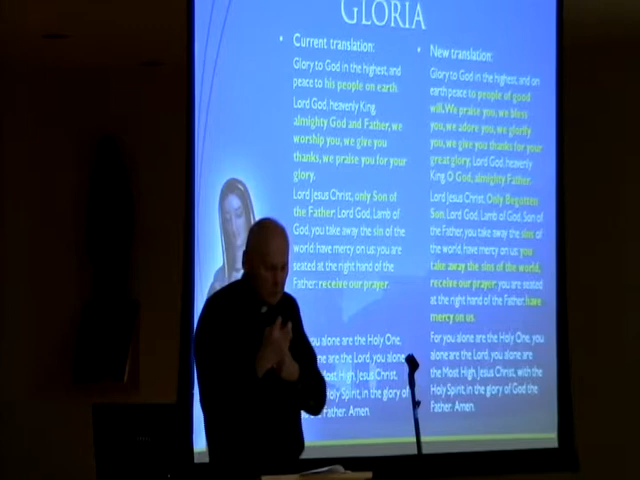 GLORIA
• Current translation:
Glory to God in the highest, and
peace to his people on earth.
Lord God, heavenly King,
almighty God and Father, we
worship you, we give you
thanks, we praise you for your
glory.
Lord Jesus Christ, only Son of
the Father, Lord God, Lamb of
God, you take away the sin of the
world: have mercy on us; you are
seated at the right hand of the
Father: receive our prayer.
you alone are the Holy One,
are the Lord, you alone
Most High, Jesus Christ,
Holy Spirit, in the glory of
Father. Amen.
• New translation:
Glory to God in the highest, and on
earth peace to people of good
will. We praise you, we bless
you, we adore you, we glorify
you, we give you thanks for your
great glory, Lord God, heavenly
King, O God, almighty Father.
Lord Jesus Christ, Only Begotten
Son, Lord God, Lamb of God, Son of
the Father, you take away the sins of
the world, have mercy on us; you
take away the sins of the world,
receive our prayer; you are seated
at the right hand of the Father, have
mercy on us.
For you alone are the Holy One, you
alone are the Lord, you alone are
the Most High, Jesus Christ, with the
Holy Spirit, in the glory of God the
Father. Amen.